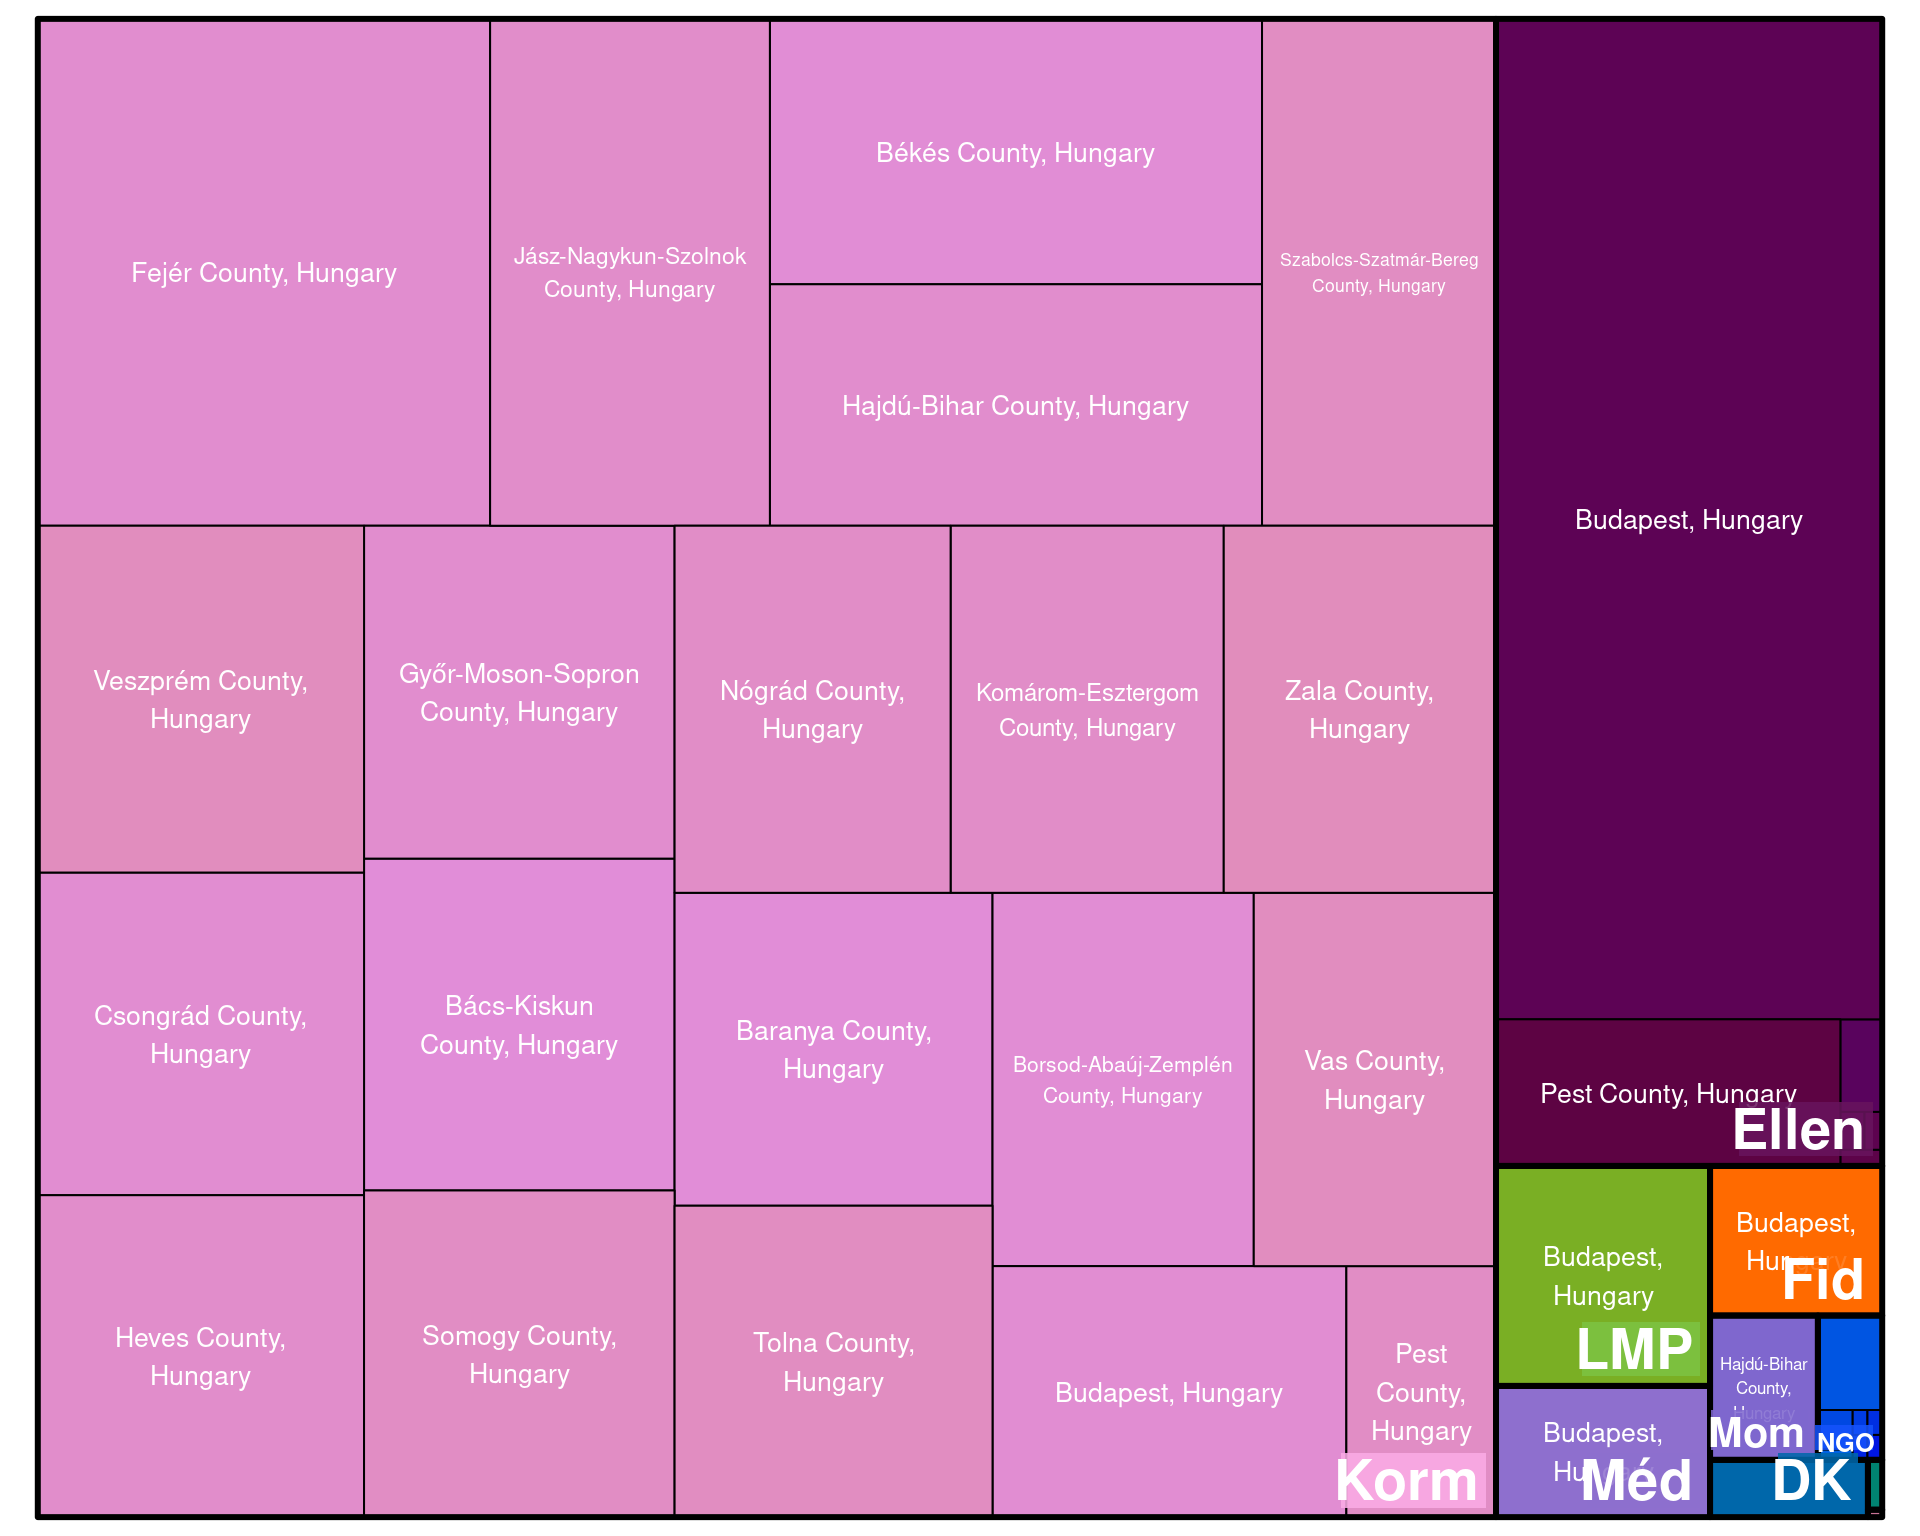 Fejér County, Hungary
Jász-Nagykun-Szolnok
County, Hungary
Békés County, Hungary
Hajdú-Bihar County, Hungary
Szabolcs-Szatmár-Bereg
County, Hungary
Veszprém County,
Hungary
Győr-Moson-Sopron
County, Hungary
Nógrád County,
Hungary
Komárom-Esztergom
County, Hungary
Zala County,
Hungary
Csongrád County,
Hungary
Bács-Kiskun
County, Hungary
Baranya County,
Hungary
Borsod-Abaúj-Zemplén
County, Hungary
Vas County,
Hungary
Heves County,
Hungary
Somogy County,
Hungary
Tolna County,
Hungary
Budapest, Hungary
Pest
County,
Hungary
Korm
Budapest, Hungary
Pest County, Hungary
Ellen
Budapest,
Hungary
LMP
Budapest,
Hungary
Fid
Budapest,
Méd
Hajdú-Bihar
County,
Hungary
Mom
NGO
DK